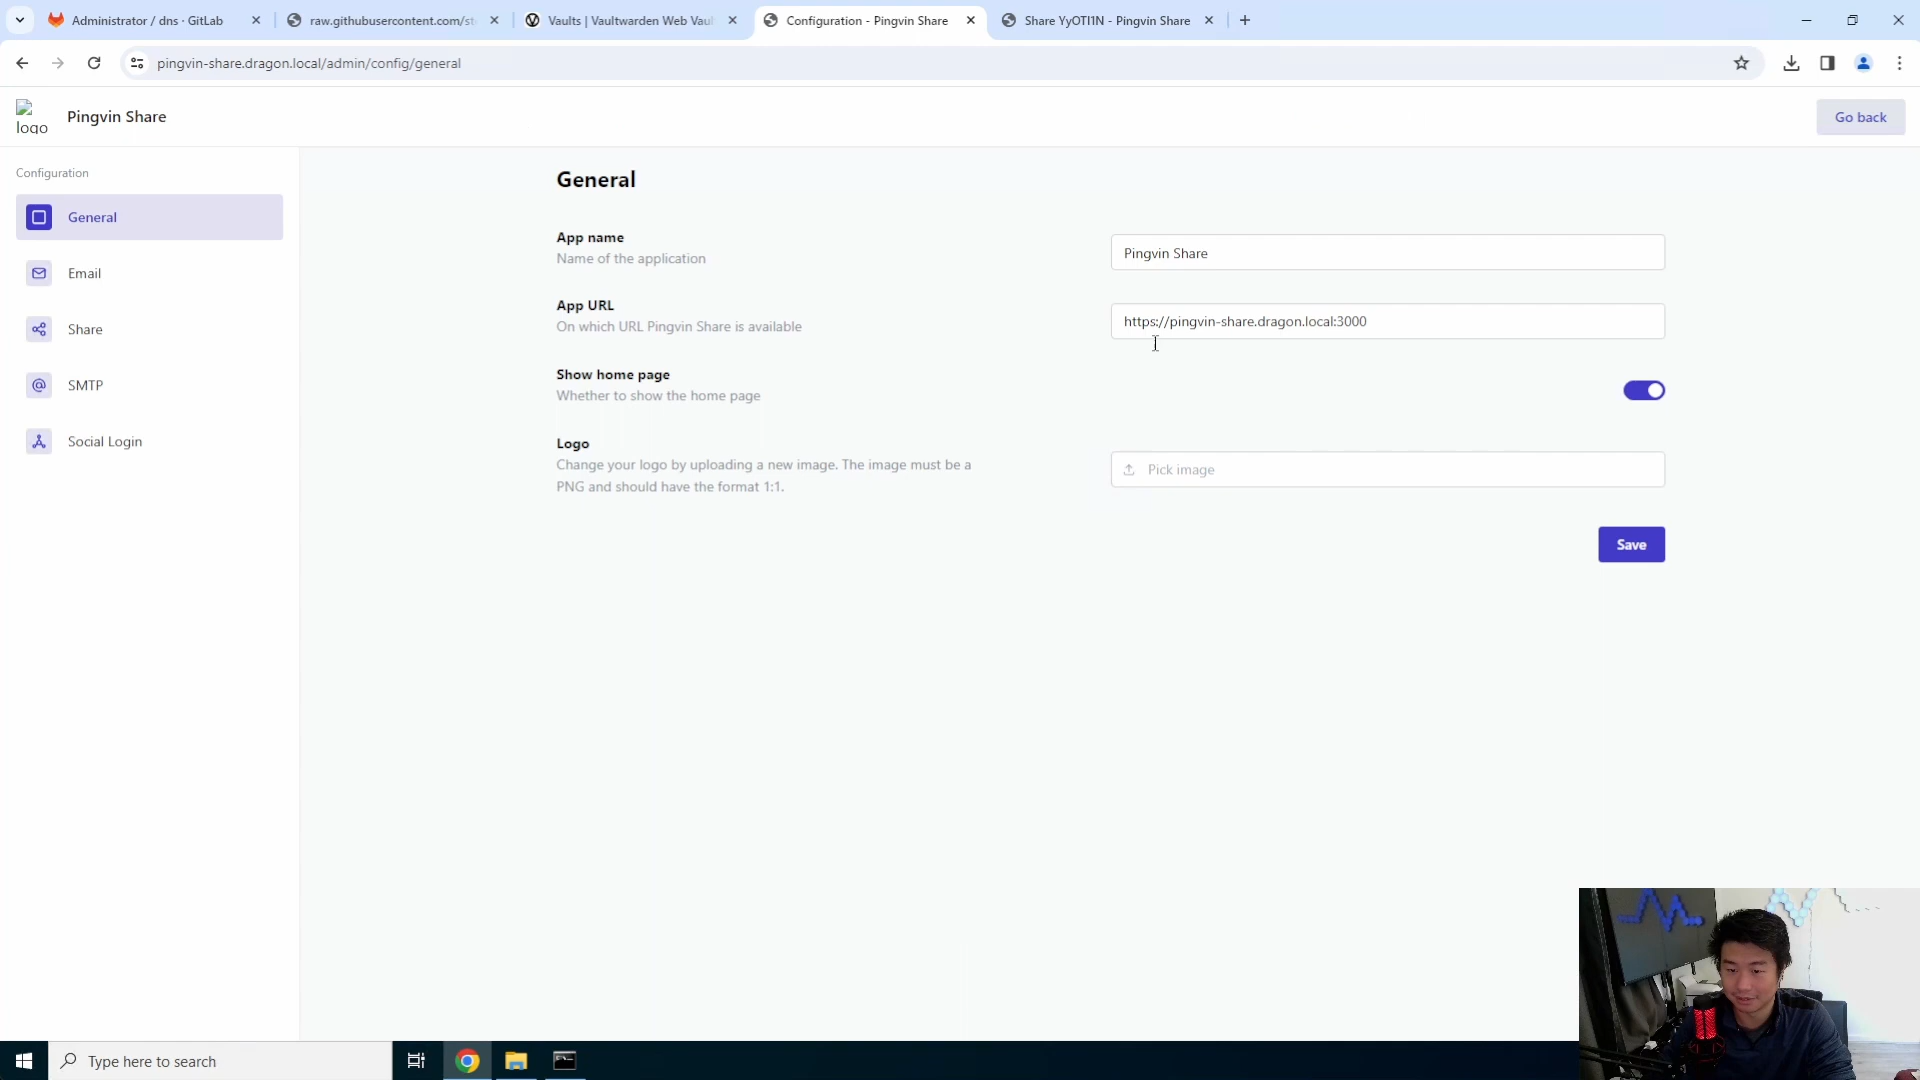 Administrator / dns · GitLab
raw.githubusercontent.com/st
Vaults | Vaultwarden Web Vaul
Configuration - Pingvin Share
Share YyOTI1N - Pingvin Share
pingvin-share.dragon.local/admin/config/general
logo
Pingvin Share
Go back
Configuration
General
Email
Share
SMTP
Social Login
General
App name
Name of the application
Pingvin Share
App URL
On which URL Pingvin Share is available
https://pingvin-share.dragon.local:3000
Show home page
Whether to show the home page
Logo
Change your logo by uploading a new image. The image must be a
PNG and should have the format 1:1.
Pick image
Save
Type here to search